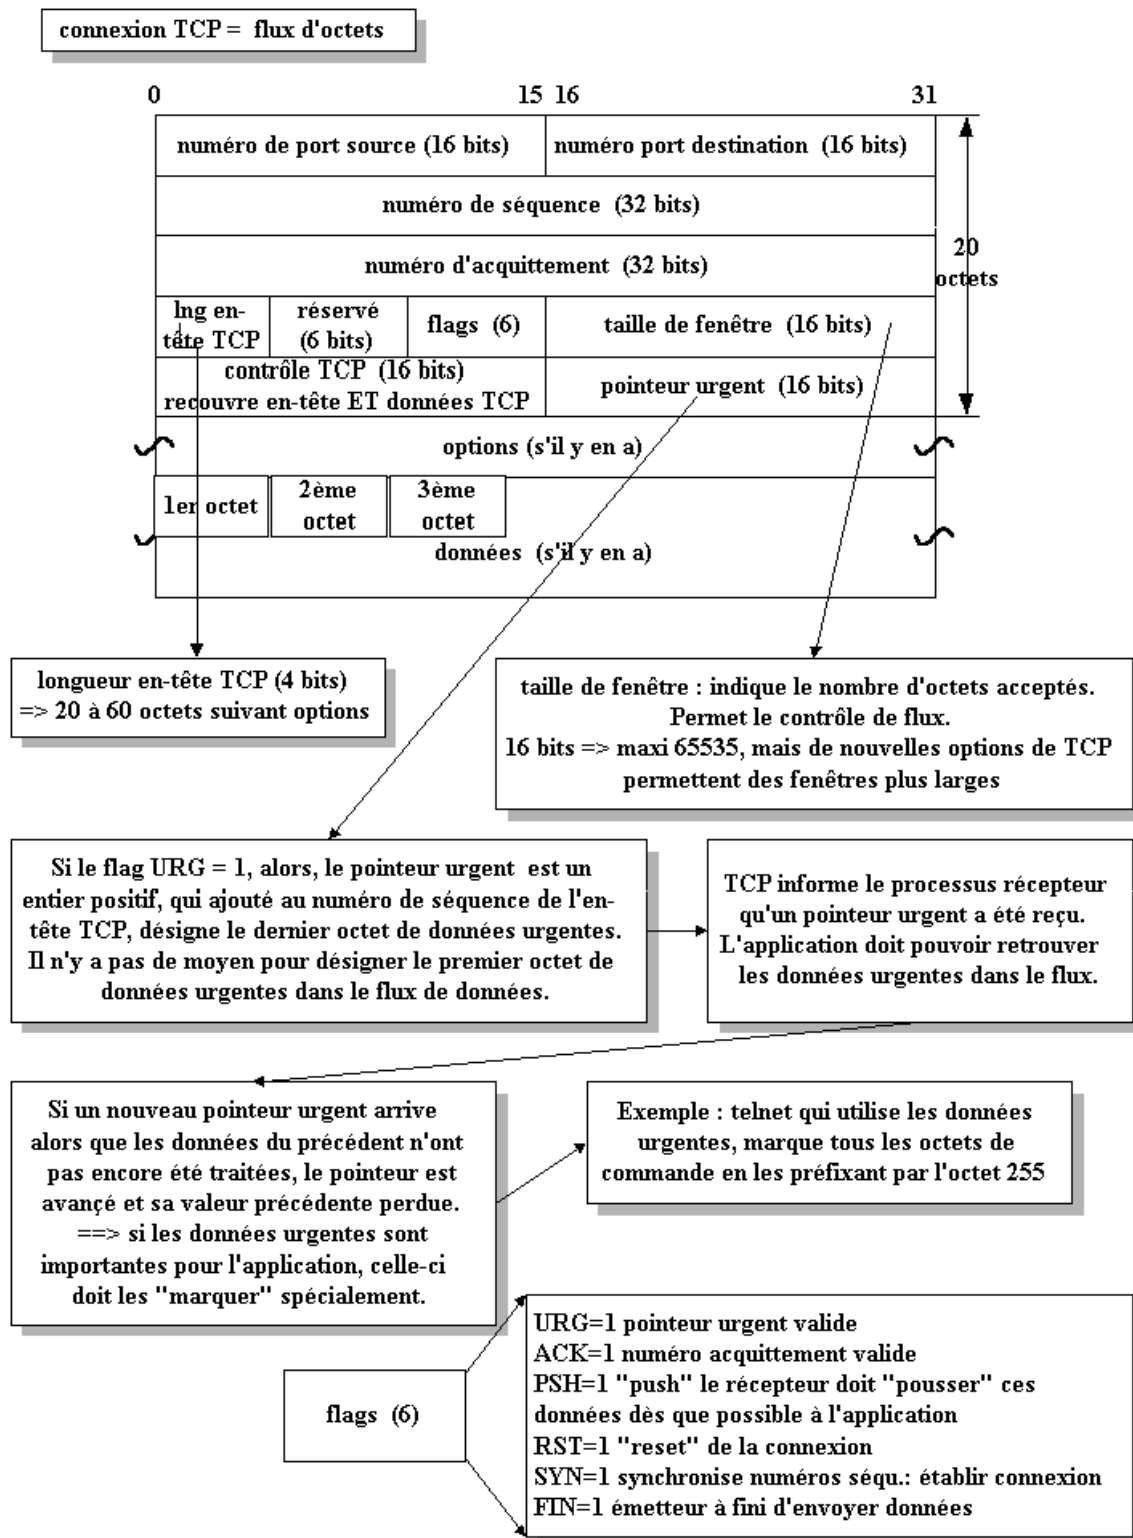 connexion TCP = flux d'octets
0 15 16 31
numéro de port source (16 bits) numéro port destination (16 bits)
numéro de séquence (32 bits)
20
octets
numéro d'acquittement (32 bits)
lng en-
tête TCP
réservé
(6 bits)
flags (6)
taille de fenêtre (16 bits)
contrôle TCP (16 bits)
recouvre en-tête ET données TCP
pointeur urgent (16 bits)
options (s'il y en a)
1er octet
2ème
octet
3ème
octet
données (s'il y en a)
longueur en-tête TCP (4 bits)
=> 20 à 60 octets suivant options
taille de fenêtre : indique le nombre d'octets acceptés.
Permet le contrôle de flux.
16 bits => maxi 65535, mais de nouvelles options de TCP
permettent des fenêtres plus larges
Si le flag URG = 1, alors, le pointeur urgent est un
entier positif, qui ajouté au numéro de séquence de l'en-
tête TCP, désigne le dernier octet de données urgentes.
Il n'y a pas de moyen pour désigner le premier octet de
données urgentes dans le flux de données.
TCP informe le processus récepteur
qu'un pointeur urgent a été reçu.
L'application doit pouvoir retrouver
les données urgentes dans le flux.
Si un nouveau pointeur urgent arrive
alors que les données du précédent n'ont
pas encore été traitées, le pointeur est
avançé et sa valeur précédente perdue.
==> si les données urgentes sont
importantes pour l'application, celle-ci
doit les "marquer" spécialement.
Exemple : telnet qui utilise les données
urgentes, marque tous les octets de
commande en les préfixant par l'octet 255
flags (6)
URG=1 pointeur urgent valide
ACK=1 numéro acquittement valide
PSH=1 "push" le récepteur doit "pousser" ces
données dès que possible à l'application
RST=1 "reset" de la connexion
SYN=1 synchronise numéros séqu.: établir connexion
FIN=1 émetteur à fini d'envoyer données